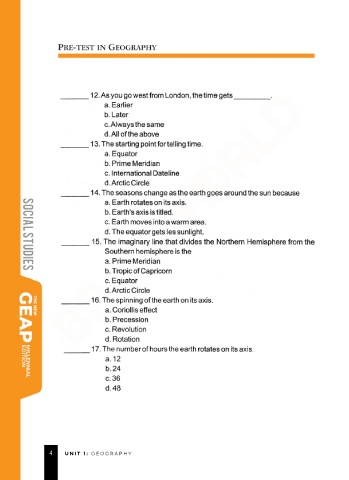 PRE-TEST IN GEOGRAPHY
_______ 12. As you go west from London, the time gets _________.
a. Earlier
b. Later
c. Always the same
d. All of the above
_______ 13. The starting point for telling time.
a. Equator
b. Prime Meridian
c. International Dateline
d. Arctic Circle
_______ 14. The seasons change as the earth goes around the sun because
a. Earth rotates on its axis.
b. Earth's axis is titled.
c. Earth moves into a warm area.
d. The equator gets les sunlight.
_______ 15. The imaginary line that divides the Northern Hemisphere from the
Southern hemisphere is the
a. Prime Meridian
b. Tropic of Capricorn
c. Equator
d. Arctic Circle
_______ 16. The spinning of the earth on its axis.
a. Coriollis effect
b. Precession
c. Revolution
d. Rotation
_______ 17. The number of hours the earth rotates on its axis.
a. 12
b. 24
c. 36
d. 48
SOCIAL STUDIES
THE NEW
GEAP
MILLENNIAL
EDITION
4 UNIT I: GEOGRAPHY